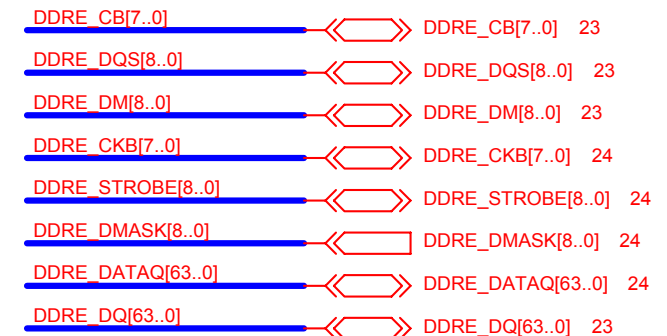 DDRE_CB[7..0] DDRE_CB[7..0] 23
DDRE_DQS[8..0] DDRE_DQS[8..0] 23
DDRE_DM[8..0] DDRE_DM[8..0] 23
DDRE_CKB[7..0] DDRE_CKB[7..0] 24
DDRE_STROBE[8..0] DDRE_STROBE[8..0] 24
DDRE_DMASK[8..0] DDRE_DMASK[8..0] 24
DDRE_DATAQ[63..0] DDRE_DATAQ[63..0] 24
DDRE_DQ[63..0] DDRE_DQ[63..0] 23